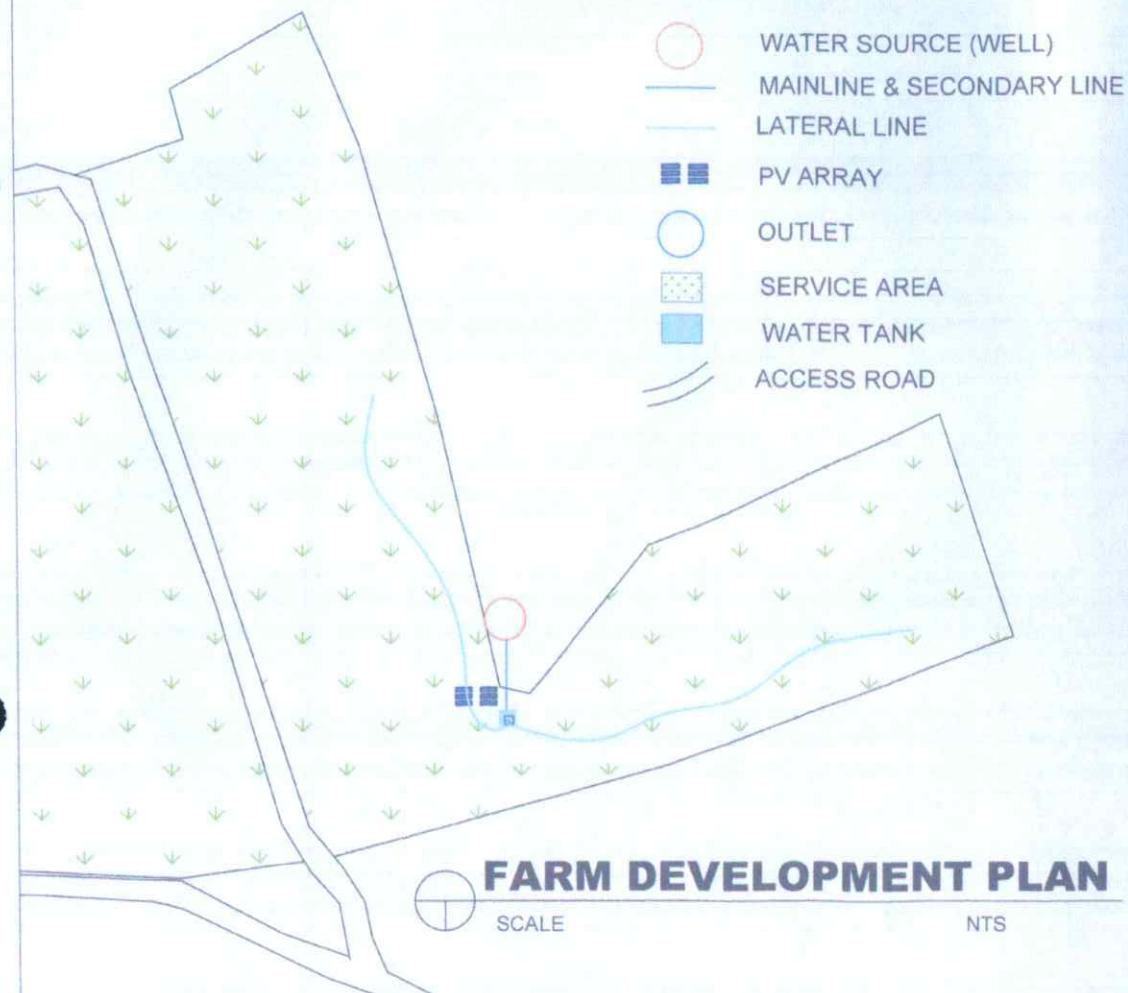 WATER SOURCE (WELL)
MAINLINE & SECONDARY LINE
LATERAL LINE
PV ARRAY
OUTLET
SERVICE AREA
WATER TANK
ACCESS ROAD
FARM DEVELOPMENT PLAN
SCALE NTS